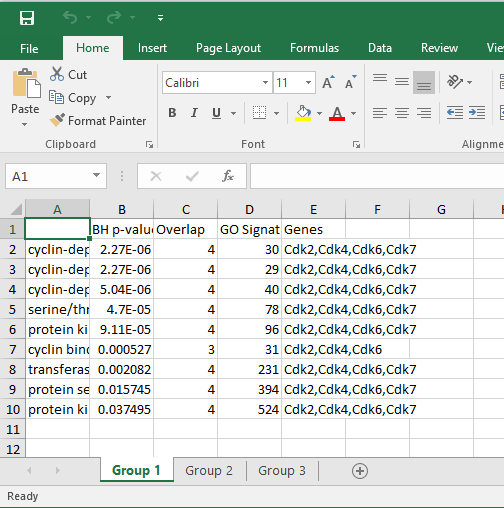 File Home Insert Page Layout Formulas Data Review Vie
Cut
Copy
Format Painter
Paste
Clipboard
Calibri 11 A A
B I U A
Font
Alignme
A1 fx
A B C D E F G H
1 BH p-value Overlap GO Signat Genes
2 cyclin-dep 2.27E-06 4 30 Cdk2,Cdk4,Cdk6,Cdk7
3 cyclin-dep 2.27E-06 4 29 Cdk2,Cdk4,Cdk6,Cdk7
4 cyclin-dep 5.04E-06 4 40 Cdk2,Cdk4,Cdk6,Cdk7
5 serine/thr 4.7E-05 4 78 Cdk2,Cdk4,Cdk6,Cdk7
6 protein ki 9.11E-05 4 96 Cdk2,Cdk4,Cdk6,Cdk7
7 cyclin bind 0.000527 3 31 Cdk2,Cdk4,Cdk6
8 transferas 0.002082 4 231 Cdk2,Cdk4,Cdk6,Cdk7
9 protein se 0.015745 4 394 Cdk2,Cdk4,Cdk6,Cdk7
10 protein ki 0.037495 4 524 Cdk2,Cdk4,Cdk6,Cdk7
11
12
Group 1 Group 2 Group 3
Ready